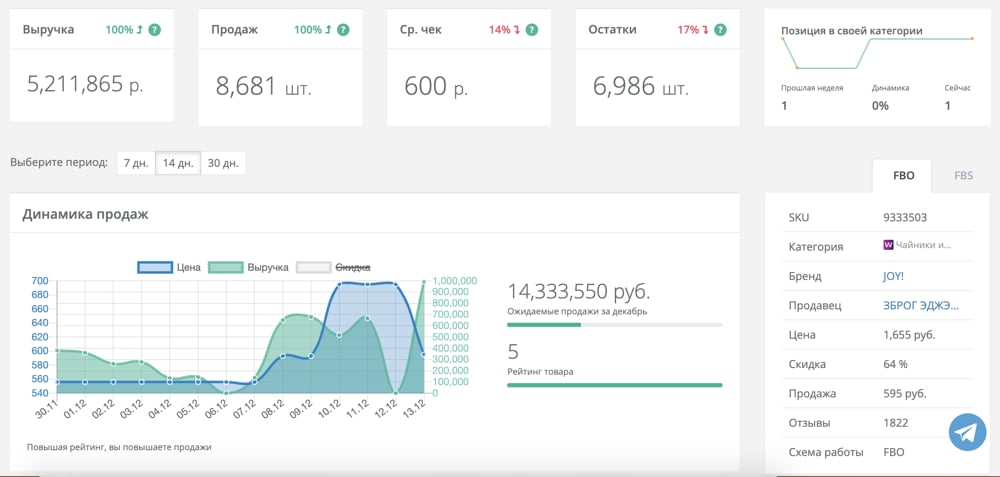 Выручка 100% ?
Продаж 100% ?
Ср. чек 14% ?
Остатки 17% ?
5,211,865 р.
8,681 шт.
600 р.
6,986 шт.
Позиция в своей категории
Прошлая неделя Динамика Сейчас
1 0% 1
Выберите период: 7 дн. 14 дн. 30 дн.
FBO FBS
Динамика продаж
Цена Выручка Скидка
700
680
660
640
620
600
580
560
540
1,000,000
900,000
800,000
700,000
600,000
500,000
400,000
300,000
200,000
100,000
0
30.11 01.12 02.12 03.12 04.12 05.12 06.12 07.12 08.12 09.12 10.12 11.12 12.12 13.12
Повышая рейтинг, вы повышаете продажи
14,333,550 руб.
Ожидаемые продажи за декабрь
5
Рейтинг товара
SKU 9333503
Категория W Чайники и...
Бренд JOY!
Продавец ЗБРОГ ЭДЖЭ...
Цена 1,655 руб.
Скидка 64 %
Продажа 595 руб.
Отзывы 1822
Схема работы FBO